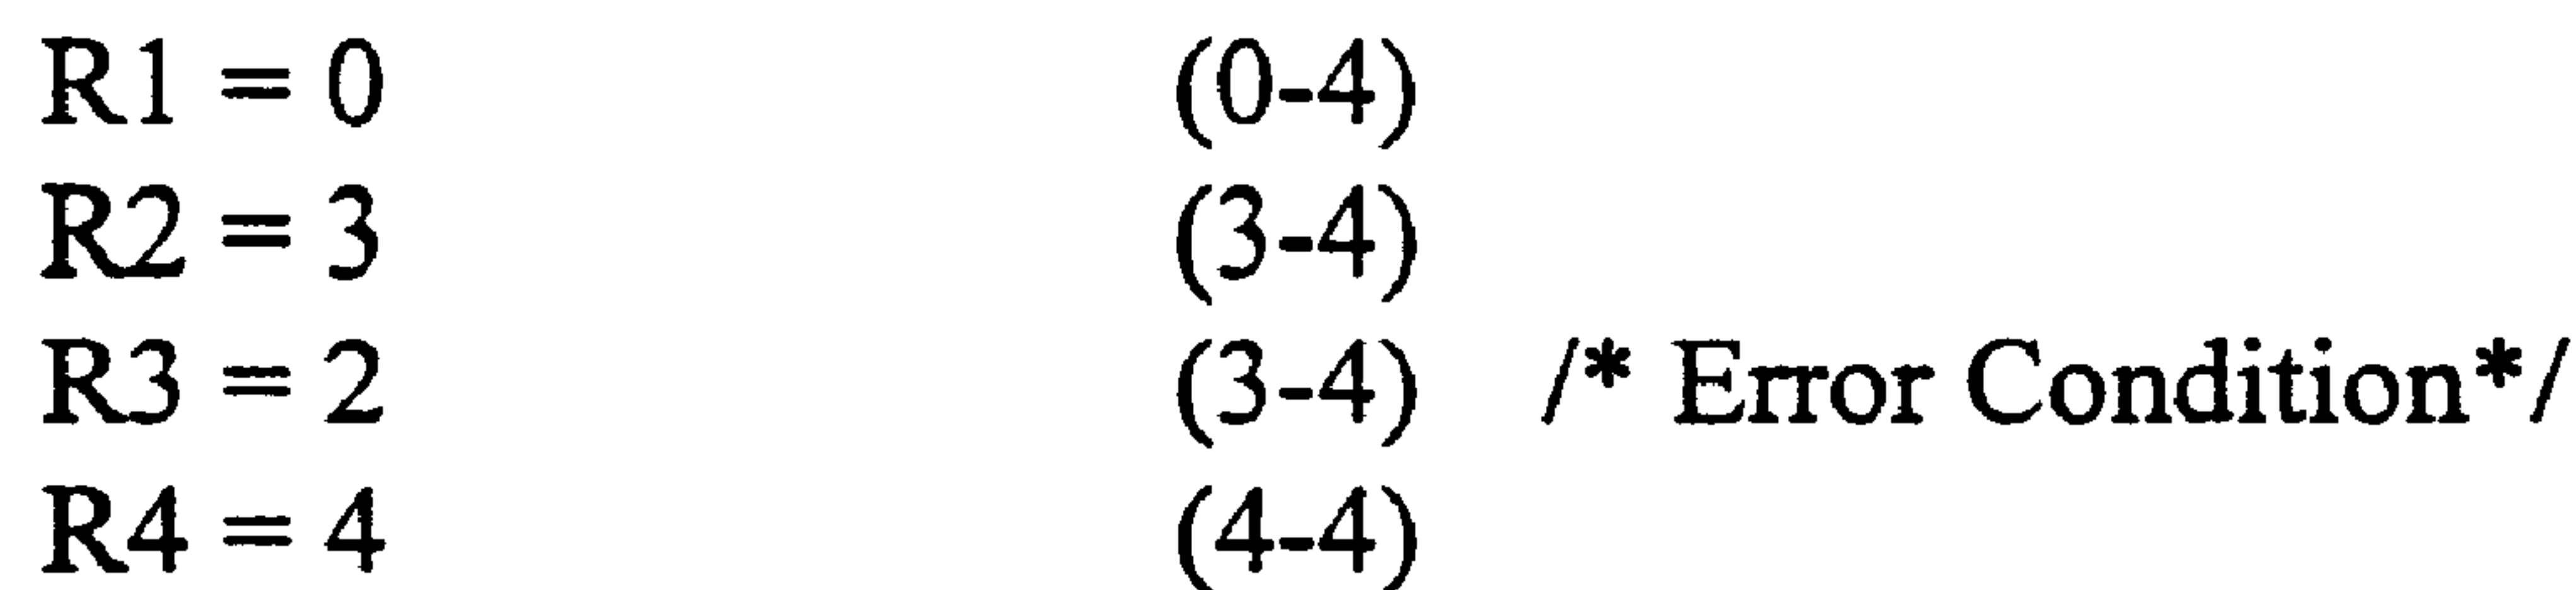 R1 = 0 (0-4)
R2 = 3 (3-4)
R3 = 2 (3-4) /* Error Condition*/
R4 = 4 (4-4)